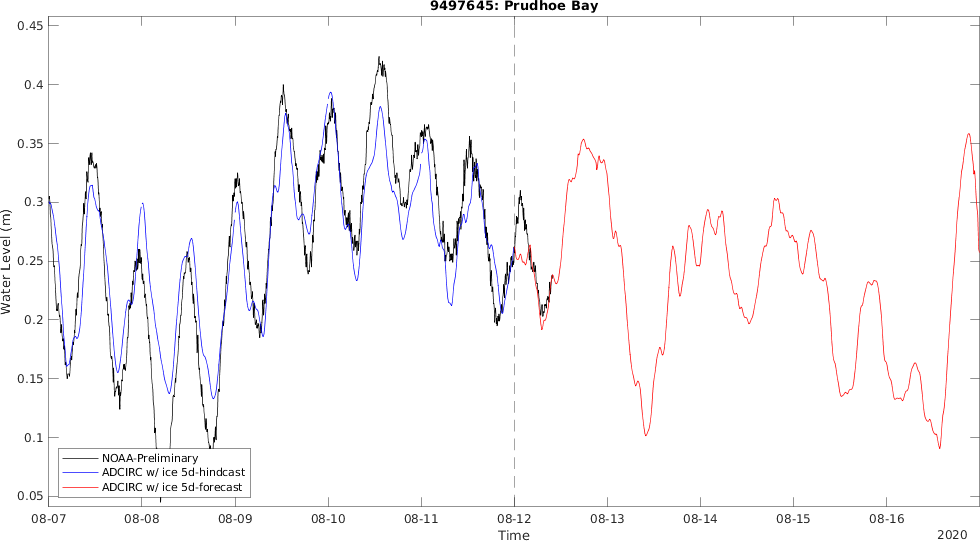 9497645: Prudhoe Bay
0.45
0.4
0.35
0.3
0.25
0.2
0.15
0.1
0.05
Water Level (m)
NOAA-Preliminary
ADCIRC w/ ice 5d-hindcast
ADCIRC w/ ice 5d-forecast
08-07 08-08 08-09 08-10 08-11 08-12 08-13 08-14 08-15 08-16
Time
2020